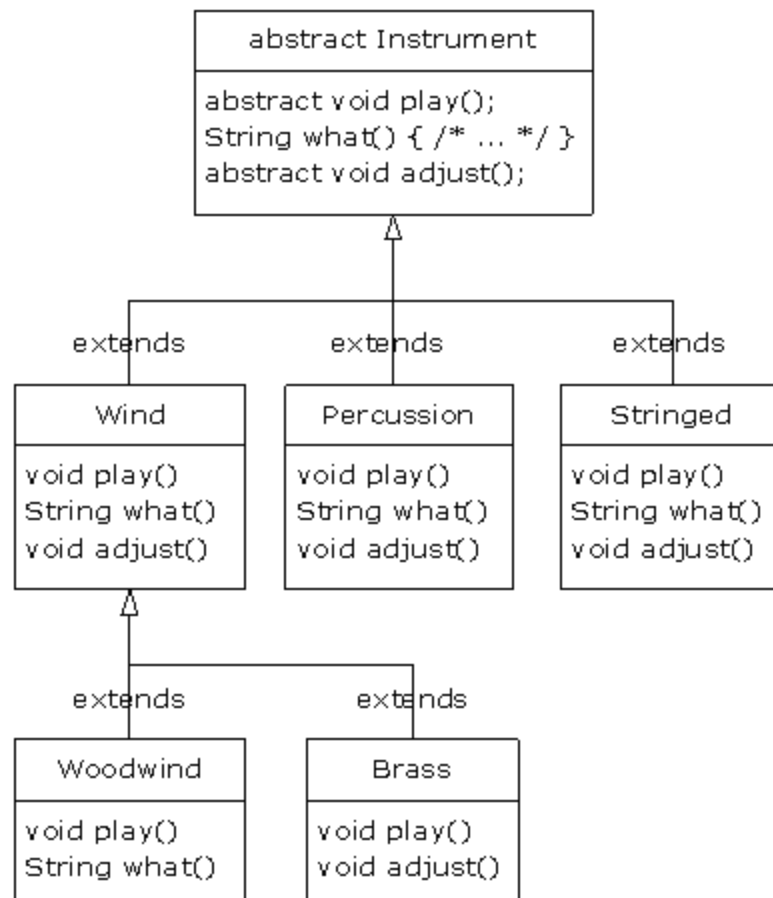 abstract Instrument
abstract void play();
String what() { /* ... */ }
abstract void adjust();
extends
extends
extends
Wind
void play()
String what()
void adjust()
Percussion
void play()
String what()
void adjust()
Stringed
void play()
String what()
void adjust()
extends
extends
Woodwind
void play()
String what()
Brass
void play()
void adjust()